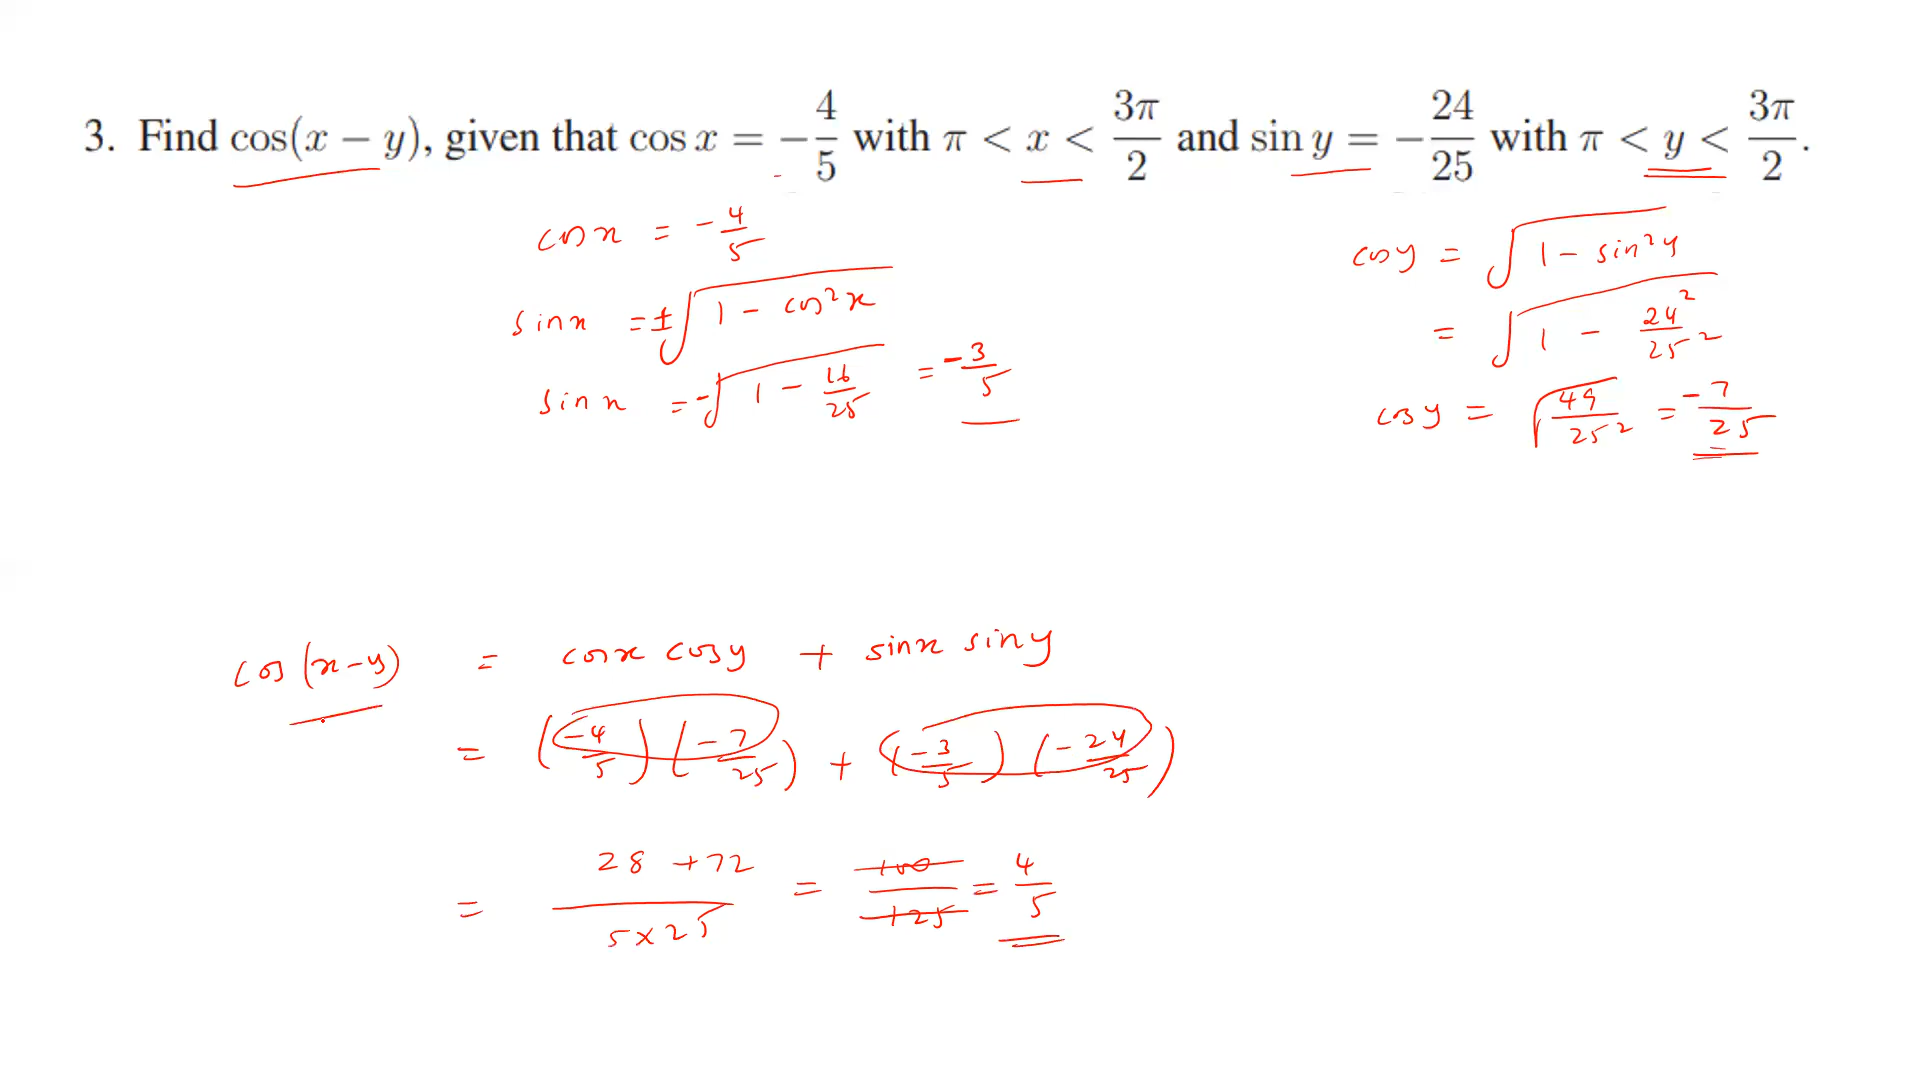 3. Find cos(x − y), given that cos x = −4/5 with π < x < 3π/2 and sin y = −24/25 with π < y < 3π/2.
cos x = −4/5
sin x = ±√(1 − cos²x)
sin x = −√(1 − 16/25) = −3/5
cos y = √(1 − sin²y)
= √(1 − 24²/25²)
cos y = √(49/25²) = −7/25
cos(x−y) = cos x cos y + sin x sin y
= (−4/5)(−7/25) + (−3/5)(−24/25)
= (28 + 72)/(5×25) = 100/125 = 4/5